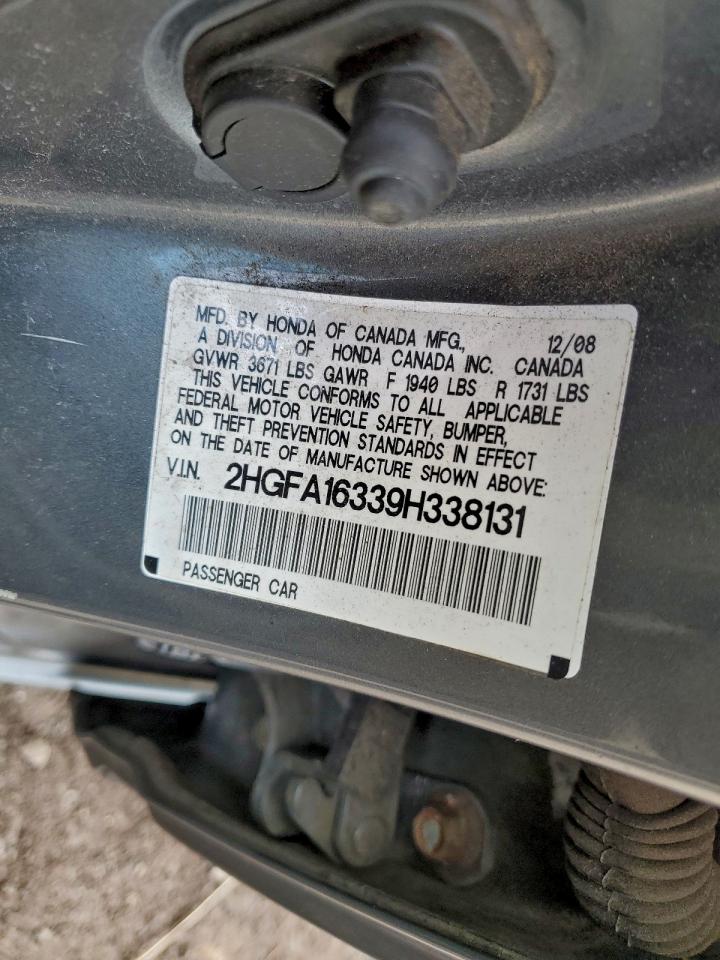 MFD. BY HONDA OF CANADA MFG., 12/08
A DIVISION OF HONDA CANADA INC. CANADA
GVWR 3671 LBS GAWR F 1940 LBS R 1731 LBS
THIS VEHICLE CONFORMS TO ALL APPLICABLE
FEDERAL MOTOR VEHICLE SAFETY, BUMPER,
AND THEFT PREVENTION STANDARDS IN EFFECT
ON THE DATE OF MANUFACTURE SHOWN ABOVE:
V.I.N. 2HGFA16339H338131
PASSENGER CAR